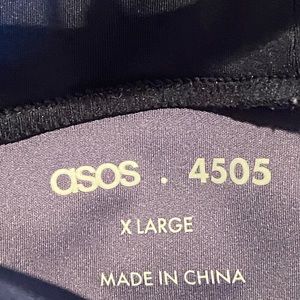 asos . 4505
X LARGE
MADE IN CHINA